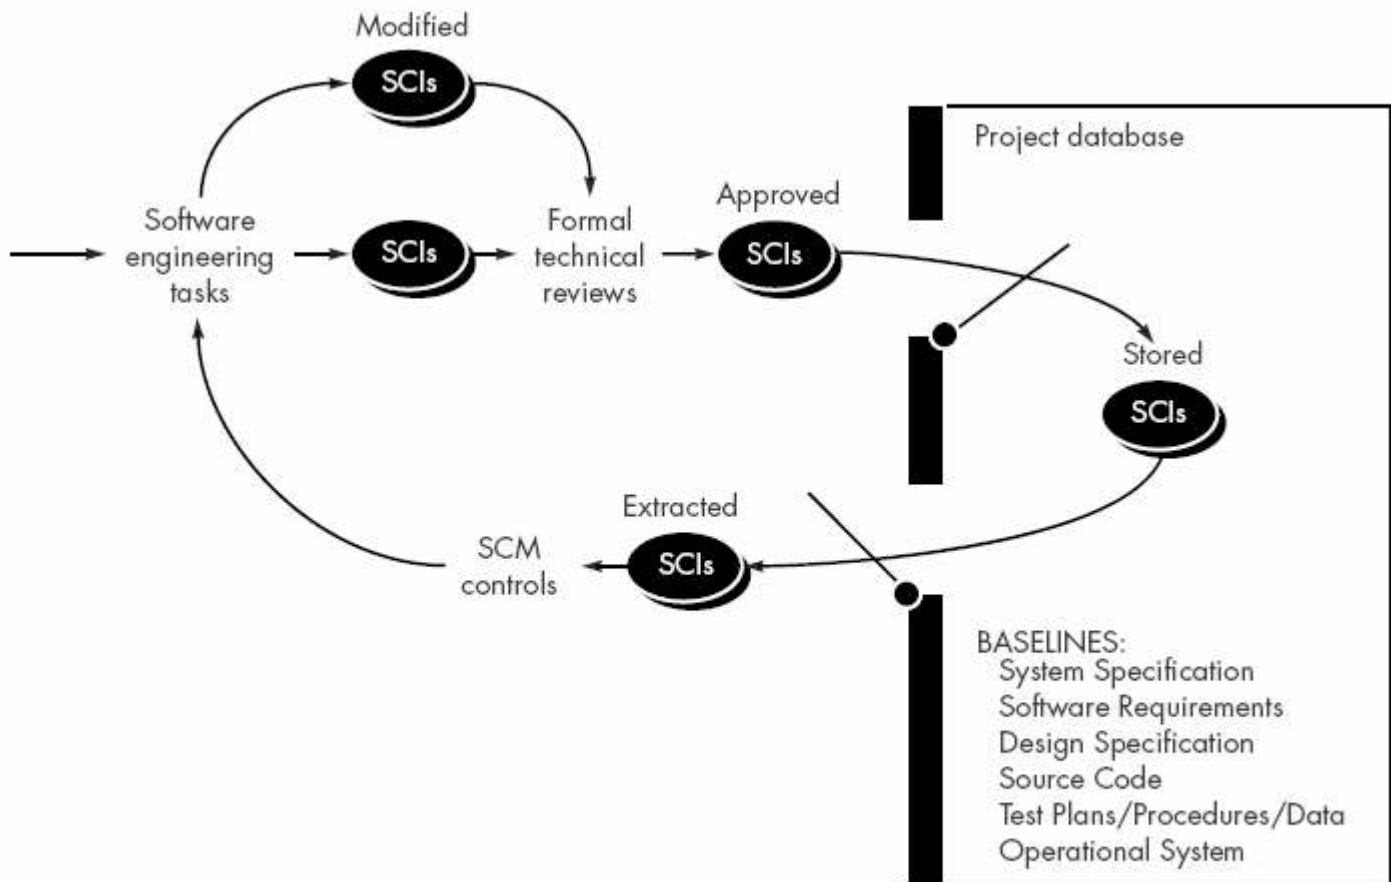 Modified
SCIs
Project database
Approved
Software
engineering
tasks
SCIs
Formal
technical
reviews
SCIs
Stored
SCIs
Extracted
SCIs
SCM
controls
BASELINES:
System Specification
Software Requirements
Design Specification
Source Code
Test Plans/Procedures/Data
Operational System